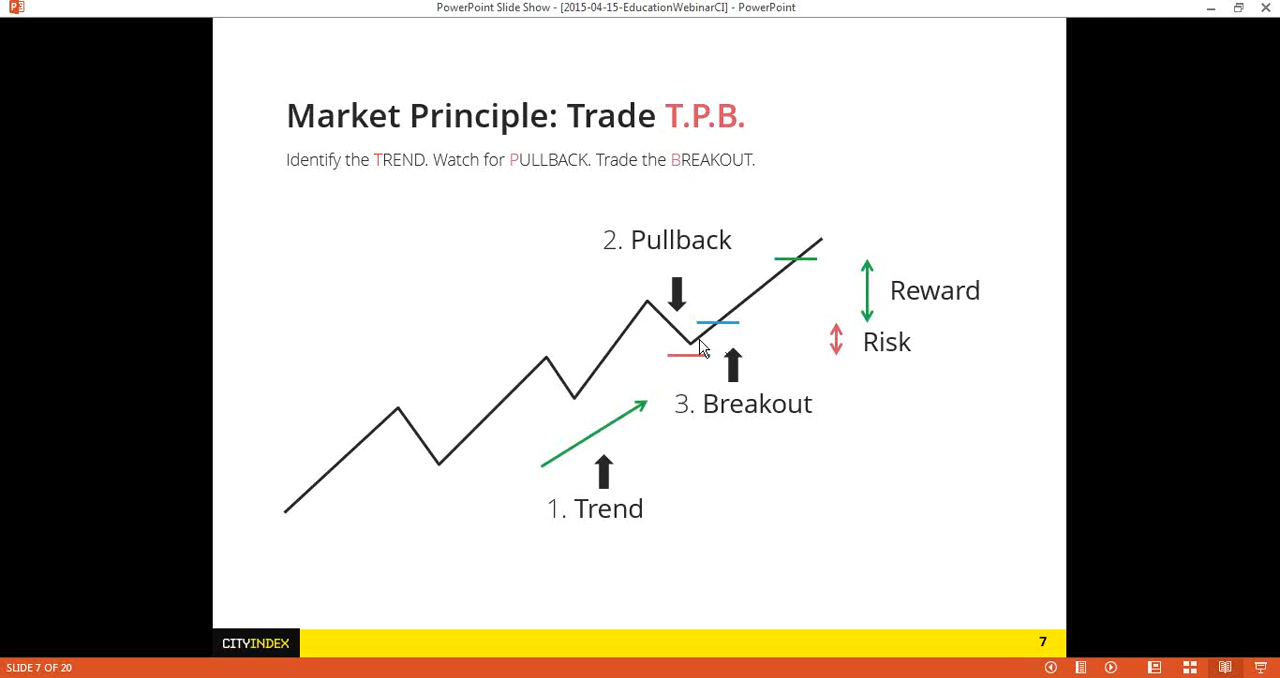 PowerPoint Slide Show - [2015-04-15-EducationWebinarCI] - PowerPoint
Market Principle: Trade T.P.B.
Identify the TREND. Watch for PULLBACK. Trade the BREAKOUT.
2. Pullback
Reward
Risk
3. Breakout
1. Trend
CITYINDEX
7
SLIDE 7 OF 20